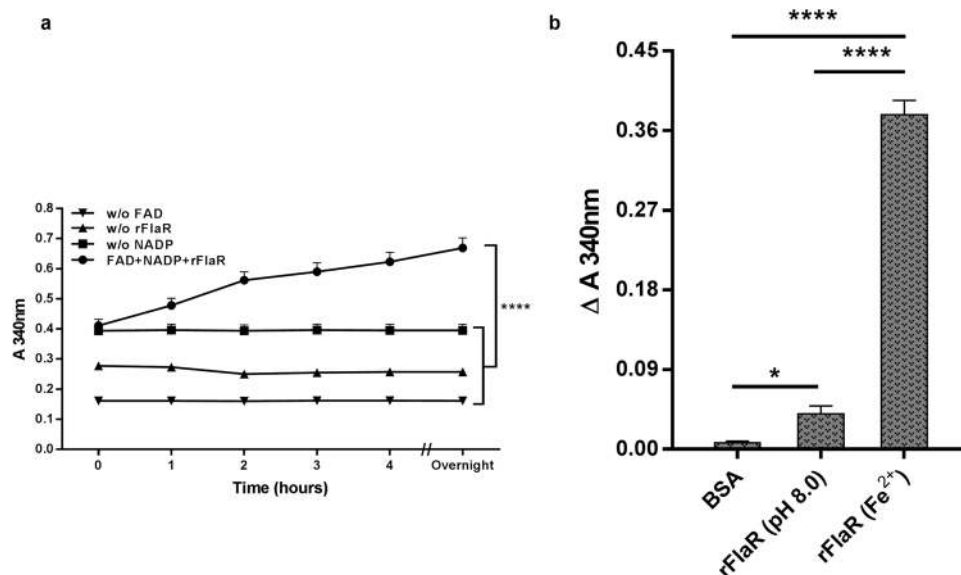 a
w/o FAD
w/o rFlaR
w/o NADP
FAD+NADP+rFlaR
A 340nm
0.8
0.7
0.6
0.5
0.4
0.3
0.2
0.1
0.0
****
0 1 2 3 4 Overnight
Time (hours)
b
****
****
*
Δ A 340nm
0.45
0.36
0.27
0.18
0.09
0.00
BSA
rFlaR (pH 8.0)
rFlaR (Fe²⁺)